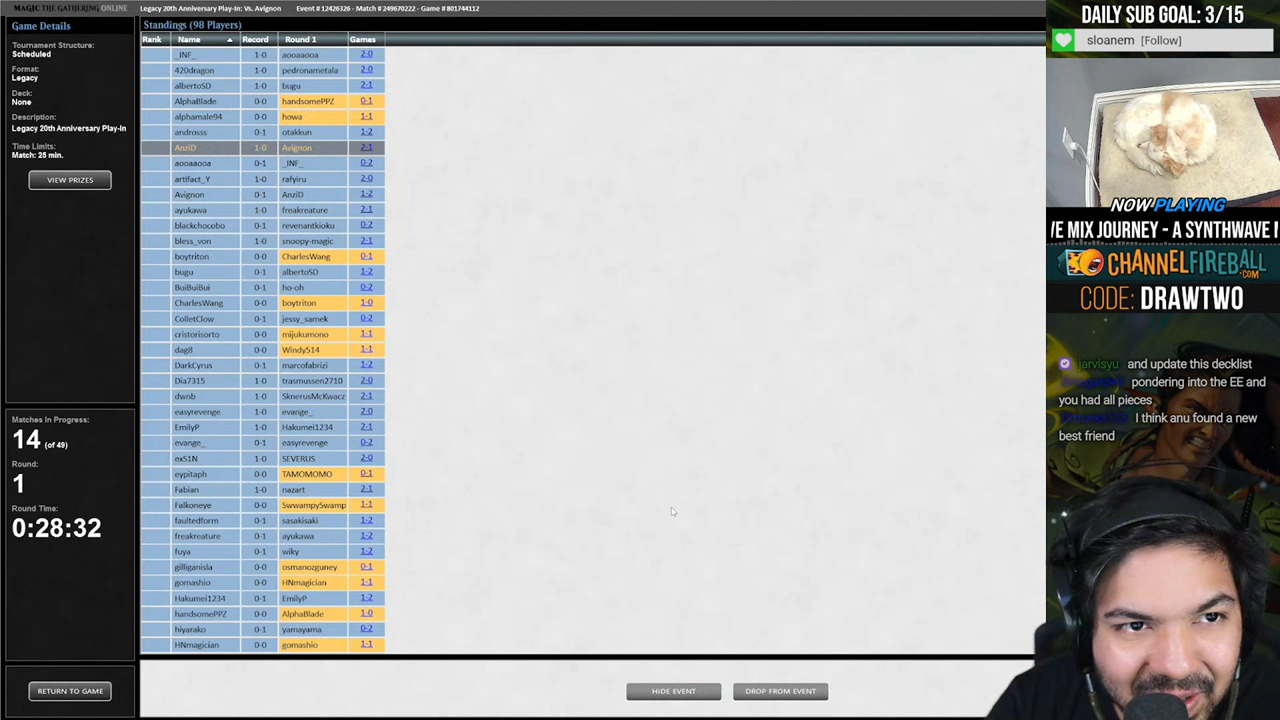 MAGIC THE GATHERING ONLINE
Legacy 20th Anniversary Play-In: Vs. Avignon Event # 12426326 - Match # 249670222 - Game # 801744112
Game Details
Tournament Structure:
Scheduled
Format:
Legacy
Deck:
None
Description:
Legacy 20th Anniversary Play-In
Time Limits:
Match: 25 min.
VIEW PRIZES
Matches In Progress:
14 (of 49)
Round:
1
Round Time:
0:28:32
RETURN TO GAME
Standings (98 Players)
Rank Name Record Round 1 Games
_INF_ 1-0 aooaaooa 2-0
420dragon 1-0 pedronametala 2-0
albertoSD 1-0 bugu 2-1
AlphaBlade 0-0 handsomePPZ 0-1
alphamale94 0-0 howa 1-1
androsss 0-1 otakkun 1-2
AnziD 1-0 Avignon 2-1
aooaaooa 0-1 _INF_ 0-2
artifact_Y 1-0 rafyiru 2-0
Avignon 0-1 AnziD 1-2
ayukawa 1-0 freakreature 2-1
blackchocobo 0-1 revenantkioku 0-2
bless_von 1-0 snoopy-magic 2-1
boytriton 0-0 CharlesWang 0-1
bugu 0-1 albertoSD 1-2
BuiBuiBui 0-1 ho-oh 0-2
CharlesWang 0-0 boytriton 1-0
ColletClow 0-1 jessy_samek 0-2
cristorisorto 0-0 mijukumono 1-1
dag8 0-0 Windy514 1-1
DarkCyrus 0-1 marcofabrizi 1-2
Dia7315 1-0 trasmussen2710 2-0
dwnb 1-0 SknerusMcKwacz 2-1
easyrevenge 1-0 evange_ 2-0
EmilyP 1-0 Hakumei1234 2-1
evange_ 0-1 easyrevenge 0-2
exS1N 1-0 SEVERUS 2-0
eypitaph 0-0 TAMOMOMO 0-1
Fabian 1-0 nazart 2-1
Falkoneye 0-0 SwwampySwamp 1-1
faultedform 0-1 sasakisaki 1-2
freakreature 0-1 ayukawa 1-2
fuya 0-1 wiky 1-2
gilliganisla 0-0 osmanozguney 0-1
gomashio 0-0 HNmagician 1-1
Hakumei1234 0-1 EmilyP 1-2
handsomePPZ 0-0 AlphaBlade 1-0
hiyarako 0-1 yamayama 0-2
HNmagician 0-0 gomashio 1-1
HIDE EVENT
DROP FROM EVENT
DAILY SUB GOAL: 3/15
sloanem [Follow]
NOW PLAYING
VE MIX JOURNEY - A SYNTHWAVE
CHANNELFIREBALL.COM
CODE: DRAWTWO
jarvisyu and update this decklist
pondering into the EE and
you had all pieces
I think anu found a new
best friend